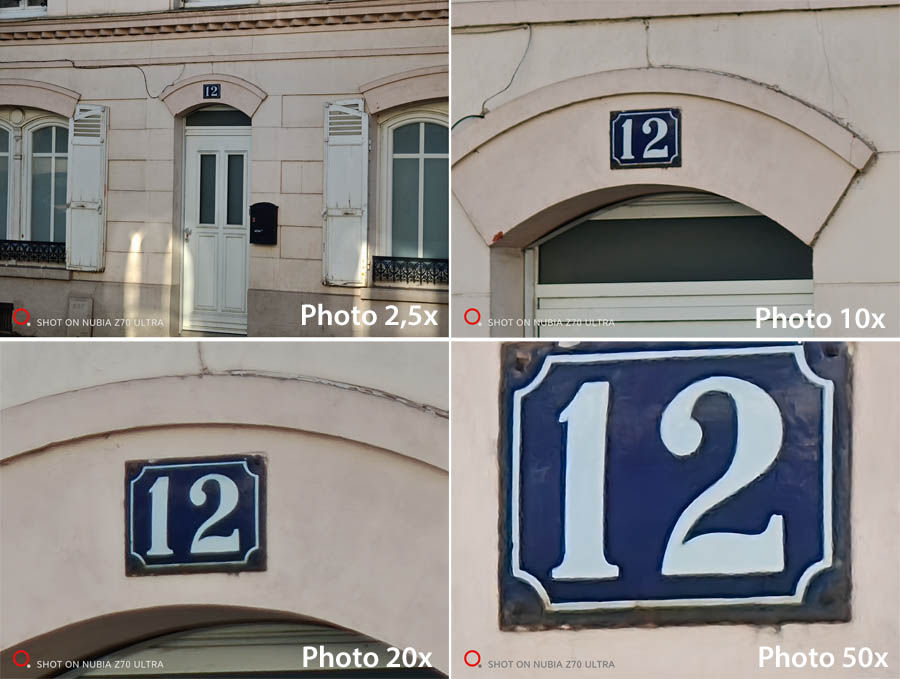 12
SHOT ON NUBIA Z70 ULTRA
Photo 2,5x
12
SHOT ON NUBIA Z70 ULTRA
Photo 10x
12
SHOT ON NUBIA Z70 ULTRA
Photo 20x
12
SHOT ON NUBIA Z70 ULTRA
Photo 50x